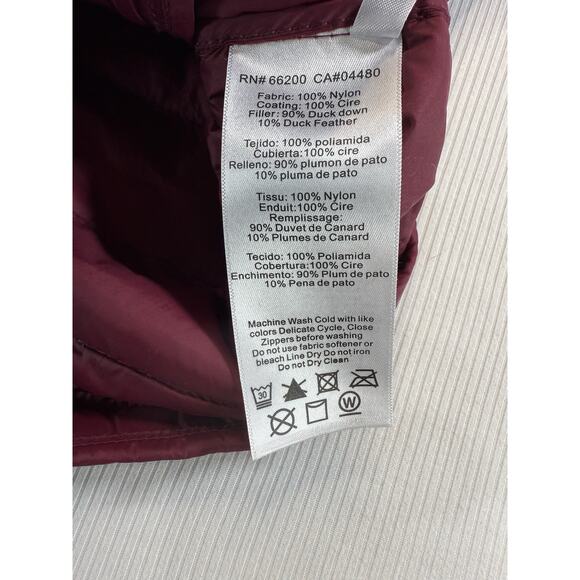 RN# 66200 CA#04480
Fabric: 100% Nylon
Coating: 100% Cire
Filler: 90% Duck down
10% Duck Feather
Tejido: 100% poliamida
Cubierta: 100% cire
Relleno: 90% plumon de pato
10% pluma de pato
Tissu: 100% Nylon
Enduit: 100% Cire
Remplissage:
90% Duvet de Canard
10% Plumes de Canard
Tecido: 100% Poliamida
Cobertura:100% Cire
Enchimento: 90% Plum de pato
10% Pena de pato
Machine Wash Cold with like
colors Delicate Cycle, Close
Zippers before washing
Do not use fabric softener or
bleach Line Dry Do not iron
Do not Dry Clean
30
W